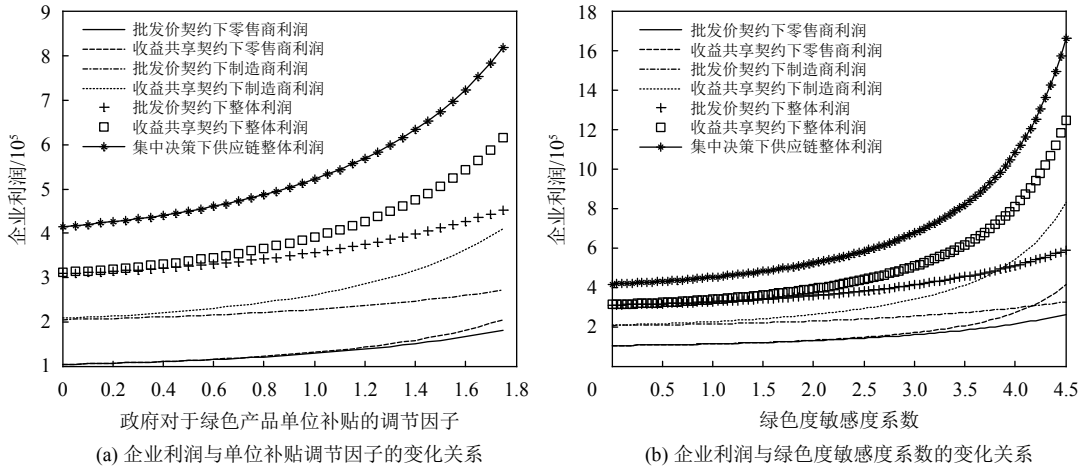 批发价契约下零售商利润
收益共享契约下零售商利润
批发价契约下制造商利润
收益共享契约下制造商利润
批发价契约下整体利润
收益共享契约下整体利润
集中决策下供应链整体利润
企业利润/10⁵
9
8
7
6
5
4
3
2
1
0 0.2 0.4 0.6 0.8 1.0 1.2 1.4 1.6 1.8
政府对于绿色产品单位补贴的调节因子
(a) 企业利润与单位补贴调节因子的变化关系
批发价契约下零售商利润
收益共享契约下零售商利润
批发价契约下制造商利润
收益共享契约下制造商利润
批发价契约下整体利润
收益共享契约下整体利润
集中决策下供应链整体利润
企业利润/10⁵
18
16
14
12
10
8
6
4
2
0 0.5 1.0 1.5 2.0 2.5 3.0 3.5 4.0 4.5
绿色度敏感度系数
(b) 企业利润与绿色度敏感度系数的变化关系